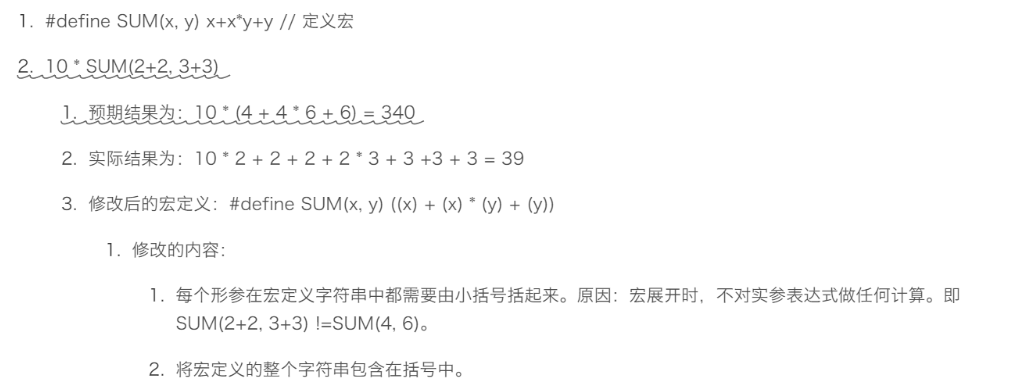 1. #define SUM(x, y) x+x*y+y // 定义宏
2. 10 * SUM(2+2, 3+3)
1. 预期结果为：10 * (4 + 4 * 6 + 6) = 340
2. 实际结果为：10 * 2 + 2 + 2 + 2 * 3 + 3 +3 + 3 = 39
3. 修改后的宏定义：#define SUM(x, y) ((x) + (x) * (y) + (y))
1. 修改的内容：
1. 每个形参在宏定义字符串中都需要由小括号括起来。原因：宏展开时，不对实参表达式做任何计算。即
SUM(2+2, 3+3) !=SUM(4, 6)。
2. 将宏定义的整个字符串包含在括号中。